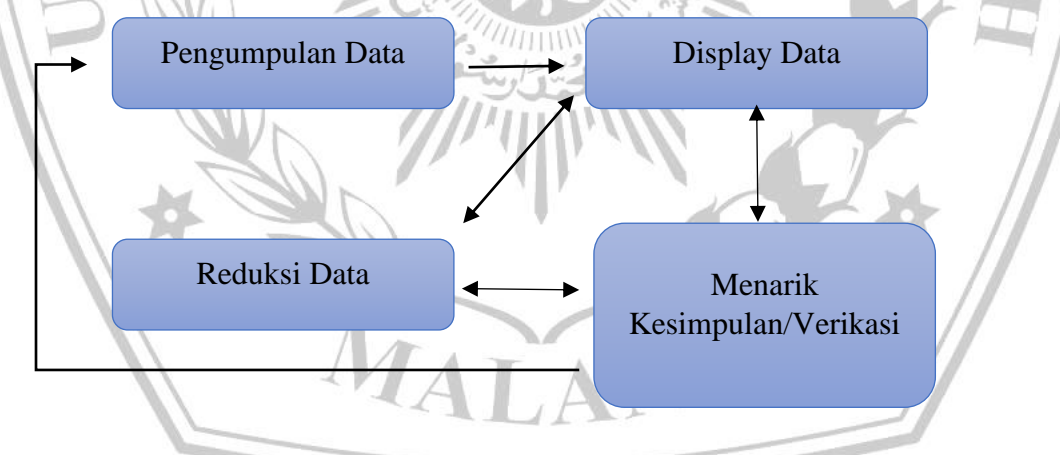 Pengumpulan Data
Display Data
Reduksi Data
Menarik
Kesimpulan/Verikasi
MALA